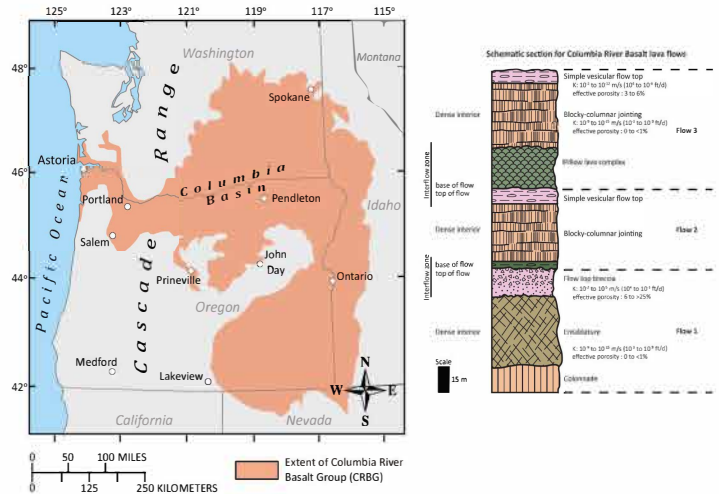 125°
123°
121°
119°
117°
115°
48°
46°
44°
42°
Washington
Montana
Spokane
Range
Astoria
Columbia
Basin
Portland
Pendleton
Idaho
Salem
John
Day
Prineville
Ontario
Oregon
Cascade
Pacific Ocean
Medford
Lakeview
N
W
E
S
California
Nevada
0 50 100 MILES
0 125 250 KILOMETERS
Extent of Columbia River
Basalt Group (CRBG)
Schematic section for Columbia River Basalt lava flows
Simple vesicular flow top
effective porosity : 3 to 6%
Dense interior
Blocky-columnar jointing
effective porosity : 0 to <1%
Flow 3
Interflow zone
base of flow
top of flow
Simple vesicular flow top
Dense interior
Blocky-columnar jointing
Flow 2
Interflow zone
base of flow
top of flow
effective porosity : 6 to >25%
Dense interior
Entablature
Flow 1
effective porosity : 0 to <1%
Scale
15 m
Colonnade